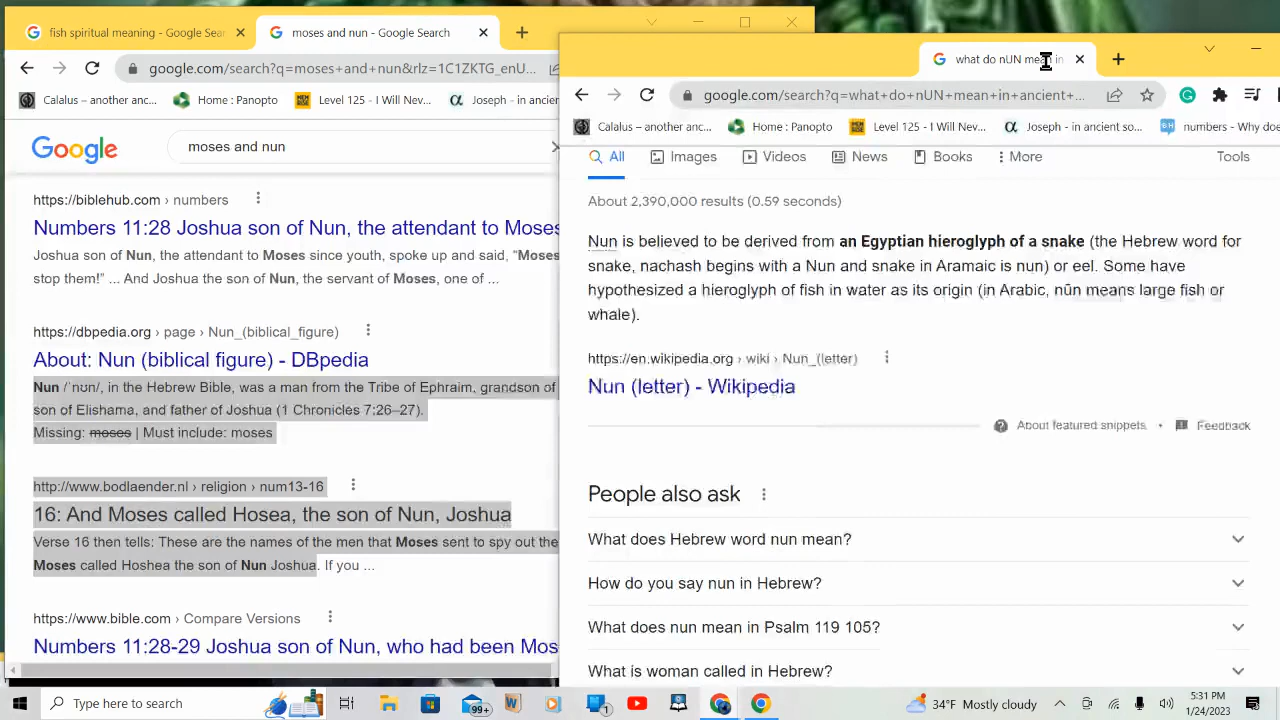 fish spiritual meaning - Google Sea
moses and nun - Google Search
google.com/search?q=moses+and+nun&rlz=1C1ZKTG_enU...
Calalus – another anc...
Home : Panopto
Level 125 - I Will Nev...
Joseph - in ancien
Google
moses and nun
https://biblehub.com › numbers
Numbers 11:28 Joshua son of Nun, the attendant to Moses
Joshua son of Nun, the attendant to Moses since youth, spoke up and said, "Moses
stop them!" ... And Joshua the son of Nun, the servant of Moses, one of ...
https://dbpedia.org › page › Nun_(biblical_figure)
About: Nun (biblical figure) - DBpedia
Nun /ˈnʊn/, in the Hebrew Bible, was a man from the Tribe of Ephraim, grandson of
son of Elishama, and father of Joshua (1 Chronicles 7:26–27).
Missing: moses | Must include: moses
http://www.bodlaender.nl › religion › num13-16
16: And Moses called Hosea, the son of Nun, Joshua
Verse 16 then tells: These are the names of the men that Moses sent to spy out the
Moses called Hoshea the son of Nun Joshua. If you ...
https://www.bible.com › Compare Versions
Numbers 11:28-29 Joshua son of Nun, who had been Mos
what do nUN mean in
google.com/search?q=what+do+nUN+mean+in+ancient+...
Calalus – another anc...
Home : Panopto
Level 125 - I Will Nev...
Joseph - in ancient so...
numbers - Why do
All
Images
Videos
News
Books
More
Tools
About 2,390,000 results (0.59 seconds)
Nun is believed to be derived from an Egyptian hieroglyph of a snake (the Hebrew word for
snake, nachash begins with a Nun and snake in Aramaic is nun) or eel. Some have
hypothesized a hieroglyph of fish in water as its origin (in Arabic, nūn means large fish or
whale).
https://en.wikipedia.org › wiki › Nun_(letter)
Nun (letter) - Wikipedia
About featured snippets
•
Feedback
People also ask
What does Hebrew word nun mean?
How do you say nun in Hebrew?
What does nun mean in Psalm 119 105?
What is woman called in Hebrew?
Type here to search
99+
1
34°F Mostly cloudy
5:31 PM
1/24/2023